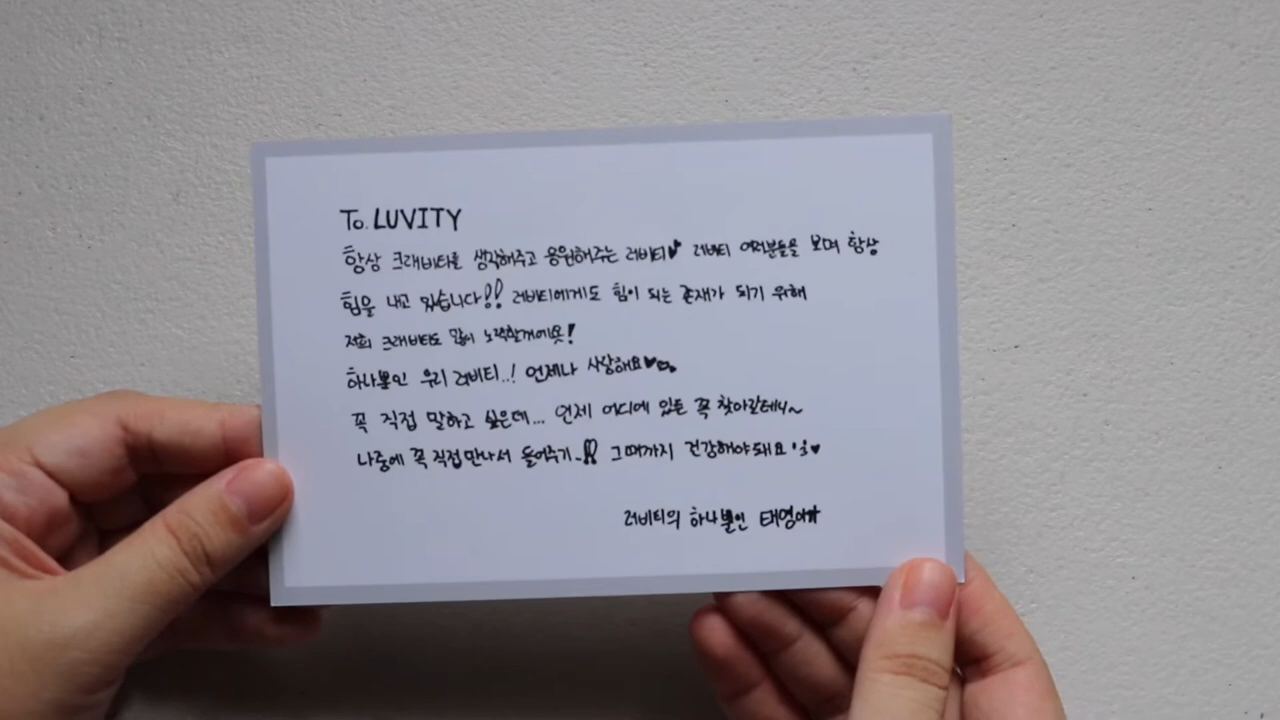 To. LUVITY
항상 크래비티를 생각해주고 응원해주는 러비티♥ 러비티 여러분들을 보며 항상
힘을 내고 있습니다!! 러비티에게도 힘이 되는 존재가 되기 위해
저희 크래비티도 많이 노력할게에욧!
하나뿐인 우리 러비티..! 언제나 사랑해요♥
꼭 직접 말하고 싶은데... 언제 어디에 있든 꼭 찾아갈테니~
나중에 꼭 직접만나서 들어주기..!! 그때까지 건강해야돼요 ♥
러비티의 하나뿐인 태영이가